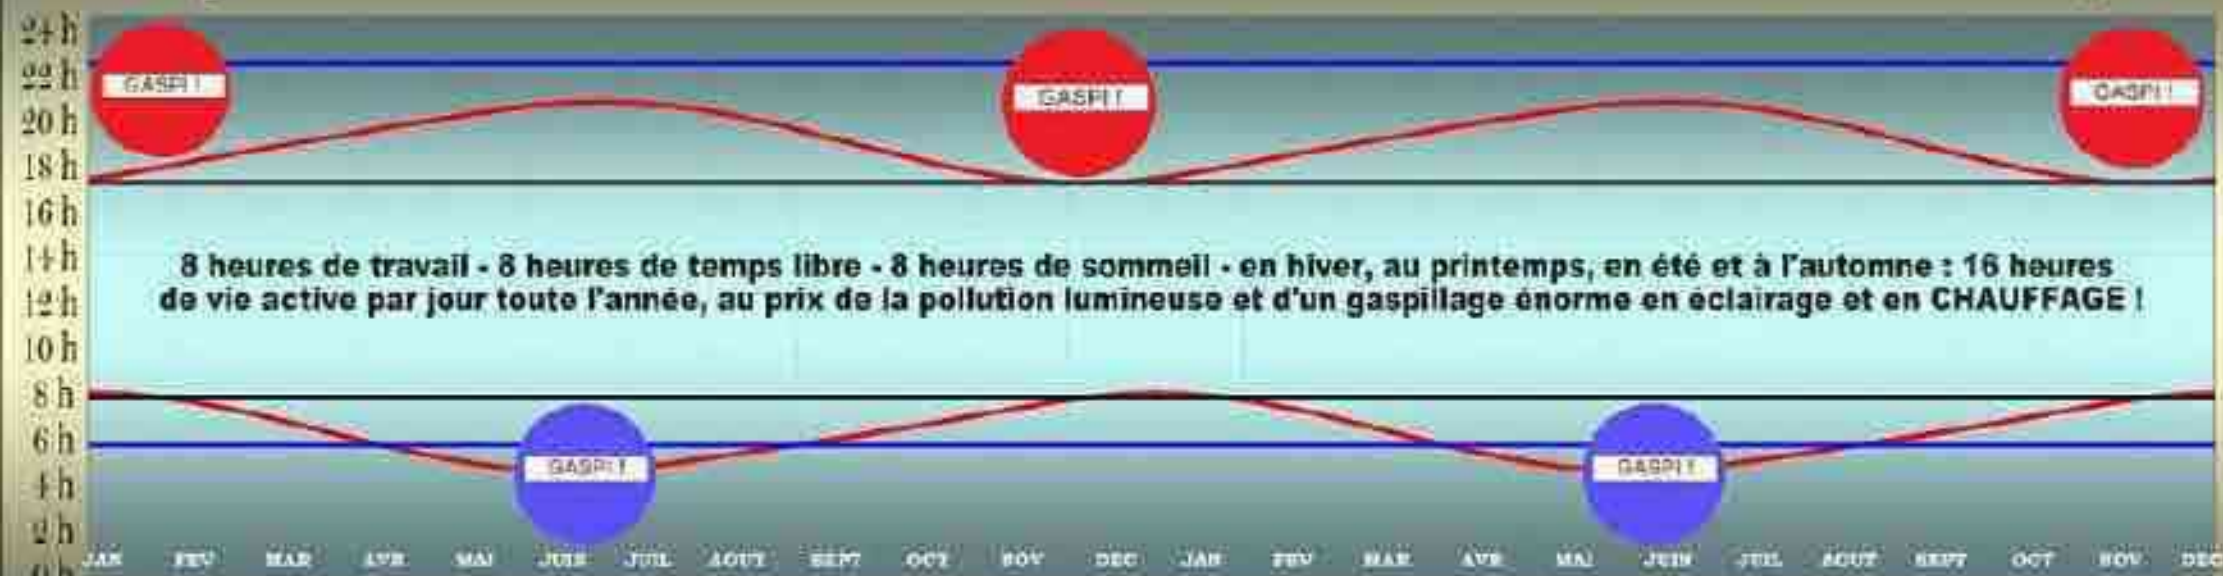 24 h
22 h
20 h
18 h
16 h
14 h
12 h
10 h
8 h
6 h
4 h
2 h
0 h
GASPI !
GASPI !
GASPI !
8 heures de travail - 8 heures de temps libre - 8 heures de sommeil - en hiver, au printemps, en été et à l'automne : 16 heures
de vie active par jour toute l'année, au prix de la pollution lumineuse et d'un gaspillage énorme en éclairage et en CHAUFFAGE !
GASPI !
GASPI !
JAN FEV MAR AVR MAI JUIN JUIL AOUT SEPT OCT NOV DEC JAN FEV MAR AVR MAI JUIN JUIL AOUT SEPT OCT NOV DEC